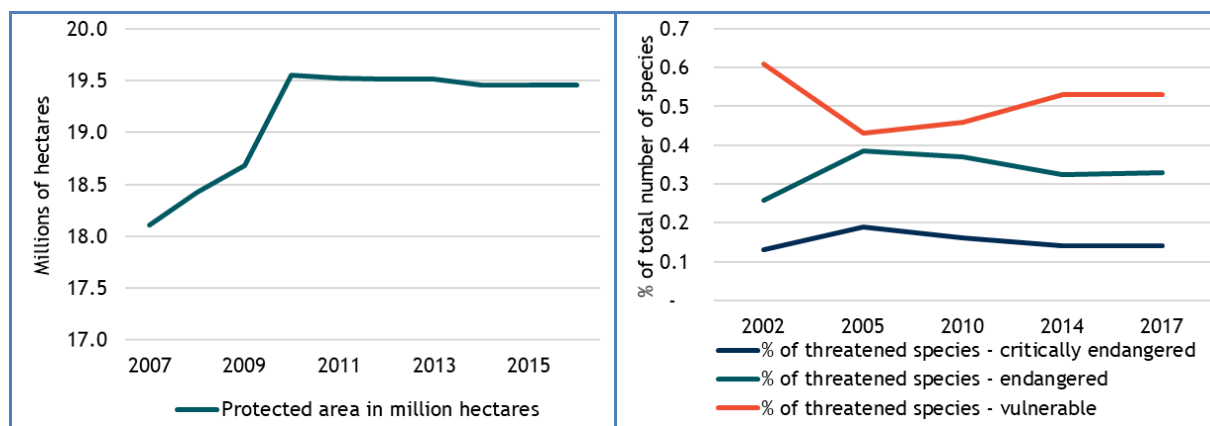 Millions of hectares
20.0
19.5
19.0
18.5
18.0
17.5
17.0
2007 2009 2011 2013 2015
Protected area in million hectares
% of total number of species
0.7
0.6
0.5
0.4
0.3
0.2
0.1
-
2002 2005 2010 2014 2017
% of threatened species - critically endangered
% of threatened species - endangered
% of threatened species - vulnerable